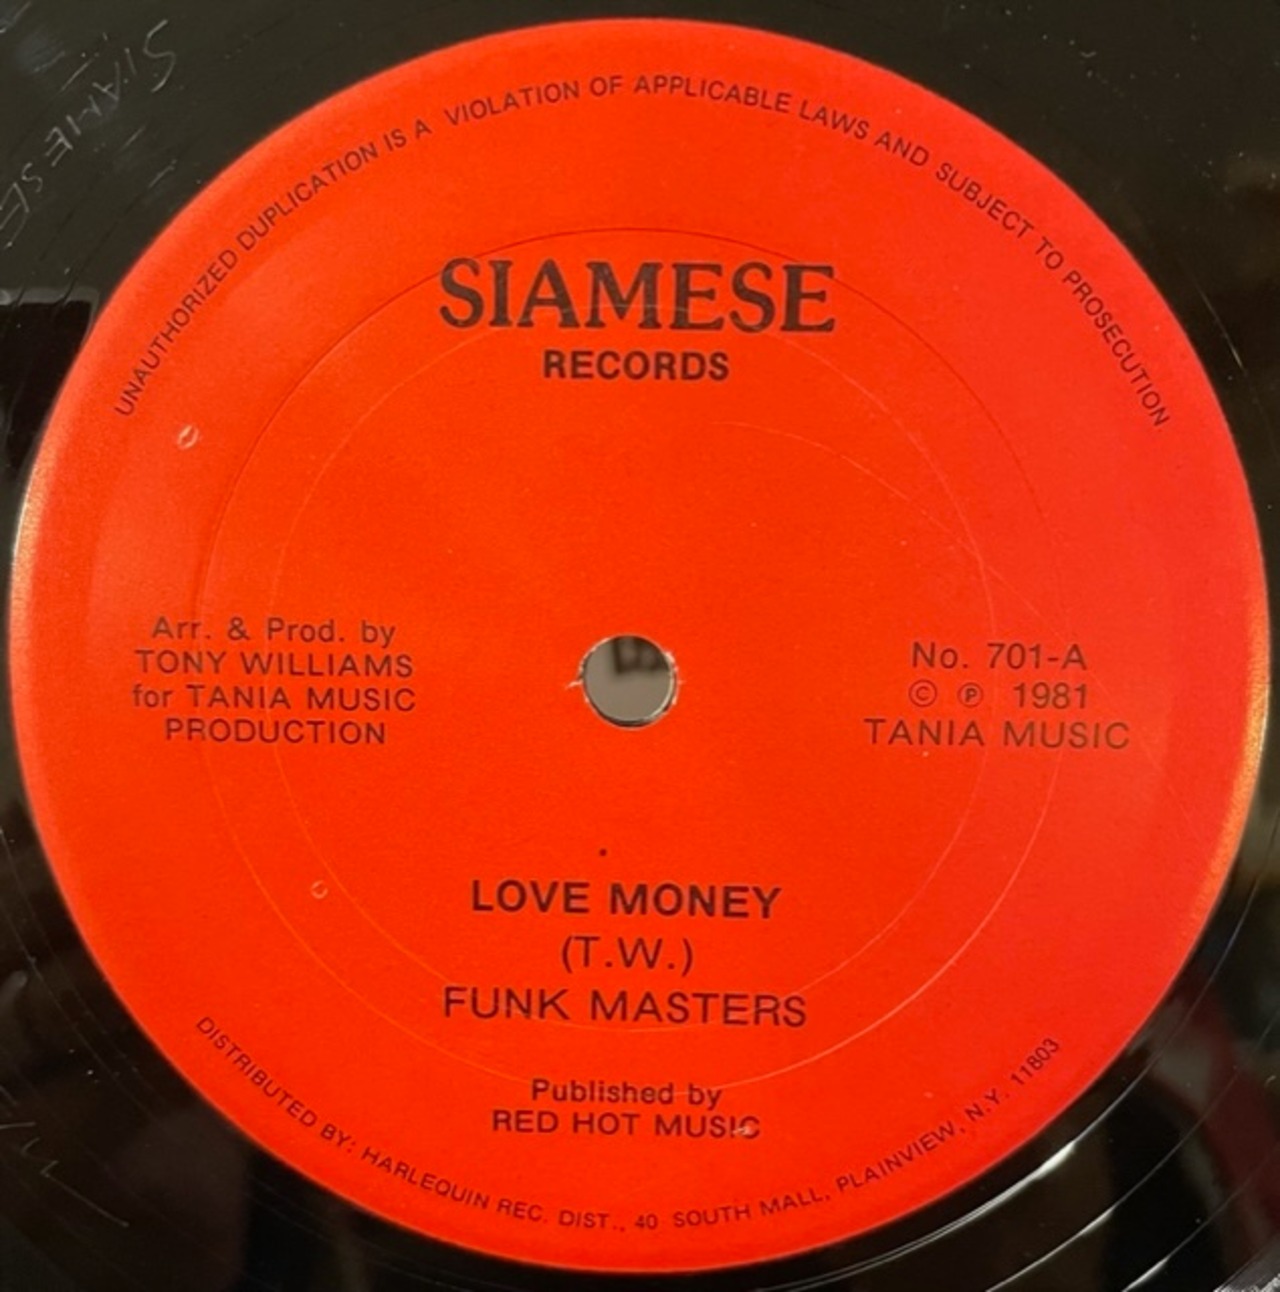 SIAMESE
UNAUTHORIZED DUPLICATION IS A VIOLATION OF APPLICABLE LAWS AND SUBJECT TO PROSECUTION
SIAMESE
RECORDS
Arr. & Prod. by
TONY WILLIAMS
for TANIA MUSIC
PRODUCTION
No. 701-A
© ℗ 1981
TANIA MUSIC
LOVE MONEY
(T.W.)
FUNK MASTERS
Published by
RED HOT MUSIC
DISTRIBUTED BY: HARLEQUIN REC. DIST., 40 SOUTH MALL, PLAINVIEW, N.Y. 11803